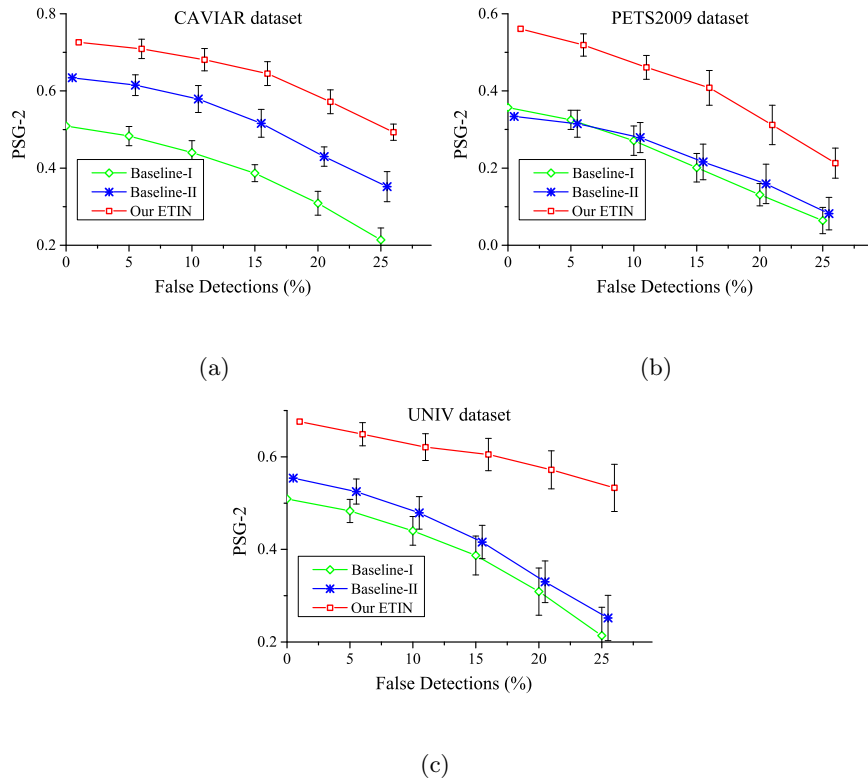 CAVIAR dataset
0.8
0.6
0.4
0.2
PSG-2
Baseline-I
Baseline-II
Our ETIN
0 5 10 15 20 25
False Detections (%)
(a)
PETS2009 dataset
0.6
0.4
0.2
0.0
PSG-2
Baseline-I
Baseline-II
Our ETIN
0 5 10 15 20 25
False Detections (%)
(b)
UNIV dataset
0.6
0.4
0.2
PSG-2
Baseline-I
Baseline-II
Our ETIN
0 5 10 15 20 25
False Detections (%)
(c)